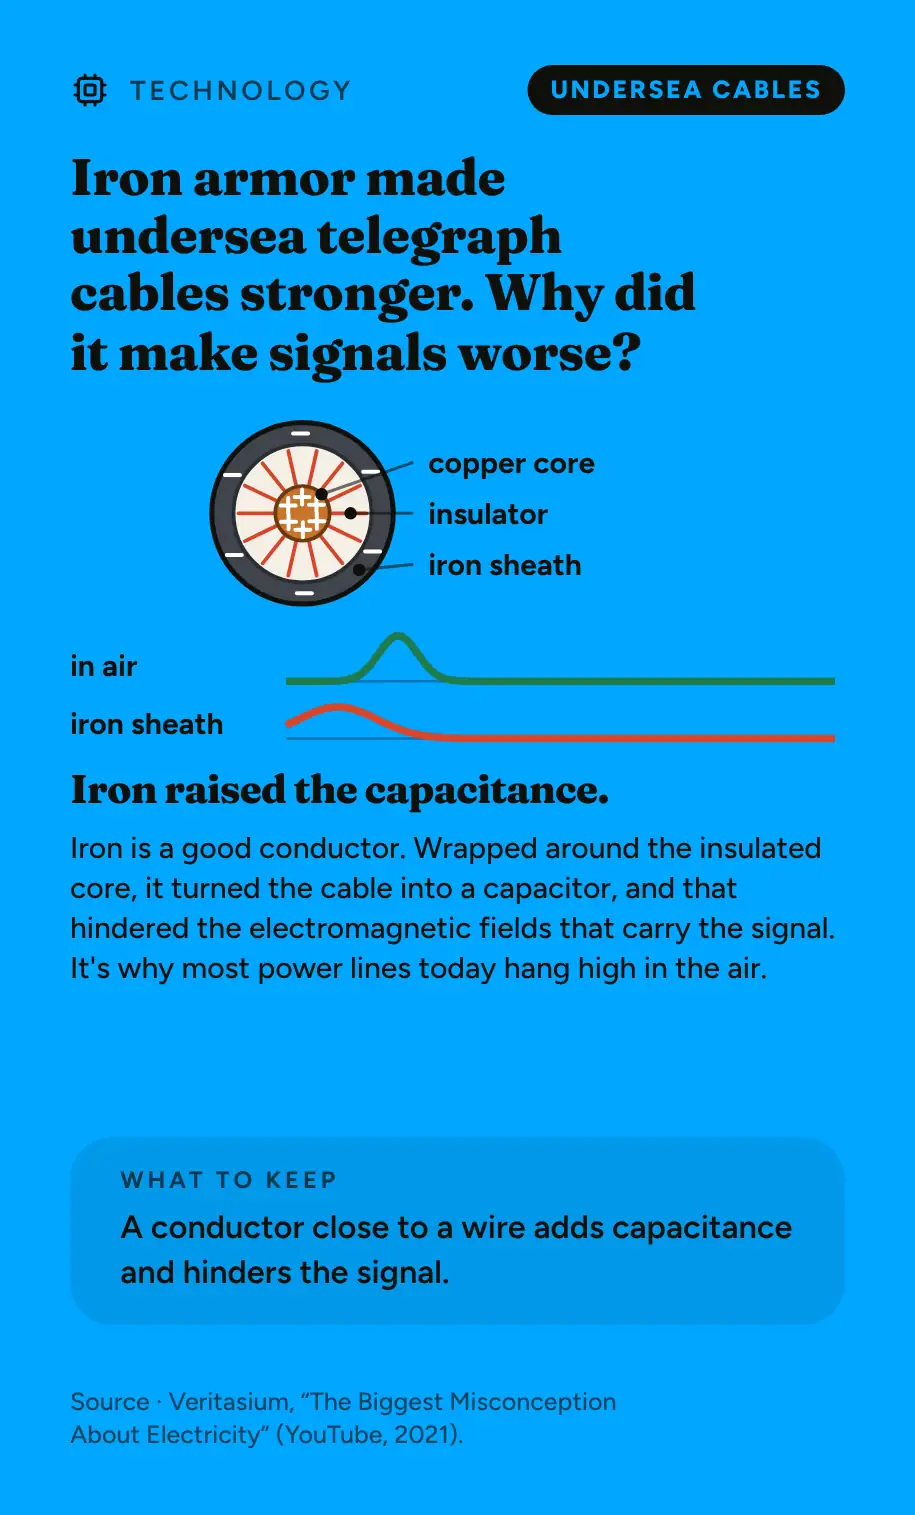 TECHNOLOGY
UNDERSEA CABLES
Iron armor made
undersea telegraph
cables stronger. Why did
it make signals worse?
copper core
insulator
iron sheath
in air
iron sheath
Iron raised the capacitance.
Iron is a good conductor. Wrapped around the insulated
core, it turned the cable into a capacitor, and that
hindered the electromagnetic fields that carry the signal.
It's why most power lines today hang high in the air.
WHAT TO KEEP
A conductor close to a wire adds capacitance
and hinders the signal.
Source · Veritasium, “The Biggest Misconception
About Electricity” (YouTube, 2021).